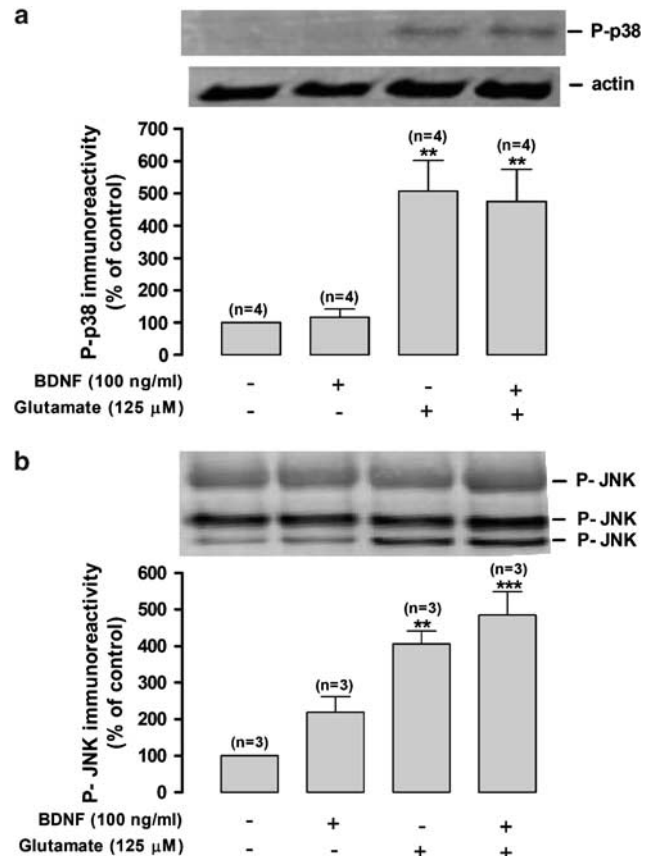 a
– P-p38
– actin
P-p38 immunoreactivity
(% of control)
700
600
500
400
300
200
100
0
(n=4)
(n=4)
(n=4)
**
(n=4)
**
BDNF (100 ng/ml) - + - +
Glutamate (125 µM) - - + +
b
– P- JNK
– P- JNK
– P- JNK
P- JNK immunoreactivity
(% of control)
600
500
400
300
200
100
0
(n=3)
(n=3)
(n=3)
**
(n=3)
***
BDNF (100 ng/ml) - + - +
Glutamate (125 µM) - - + +